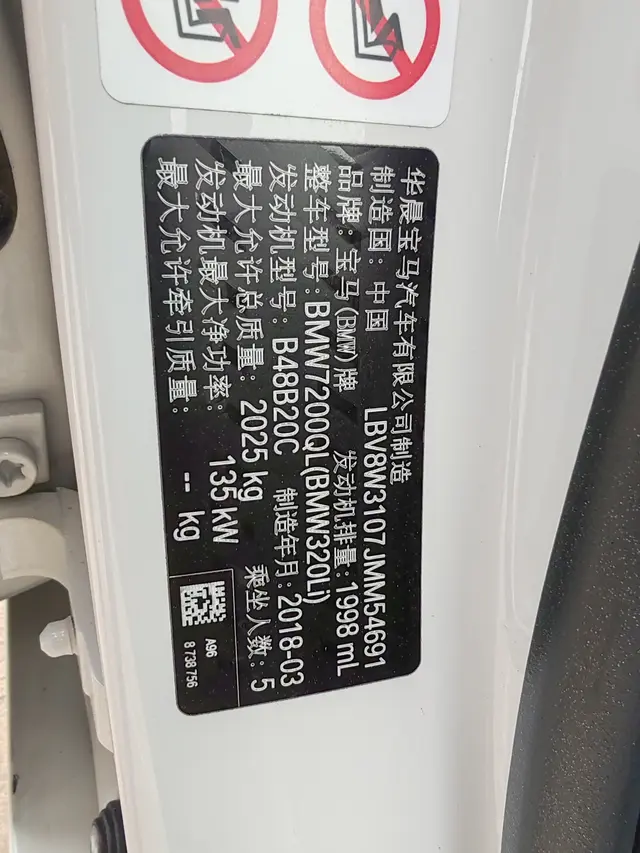 华晨宝马汽车有限公司制造
制造国: 中国 LBV8W3107JMM54691
品牌: 宝马(BMW)牌 发动机排量:1998 mL
整车型号: BMW7200QL(BMW320Li)
发动机型号: B48B20C 制造年月: 2018-03
最大允许总质量: 2025 kg 乘坐人数: 5
发动机最大净功率: 135 kW
最大允许牵引质量: -- kg
A96
8 738 756